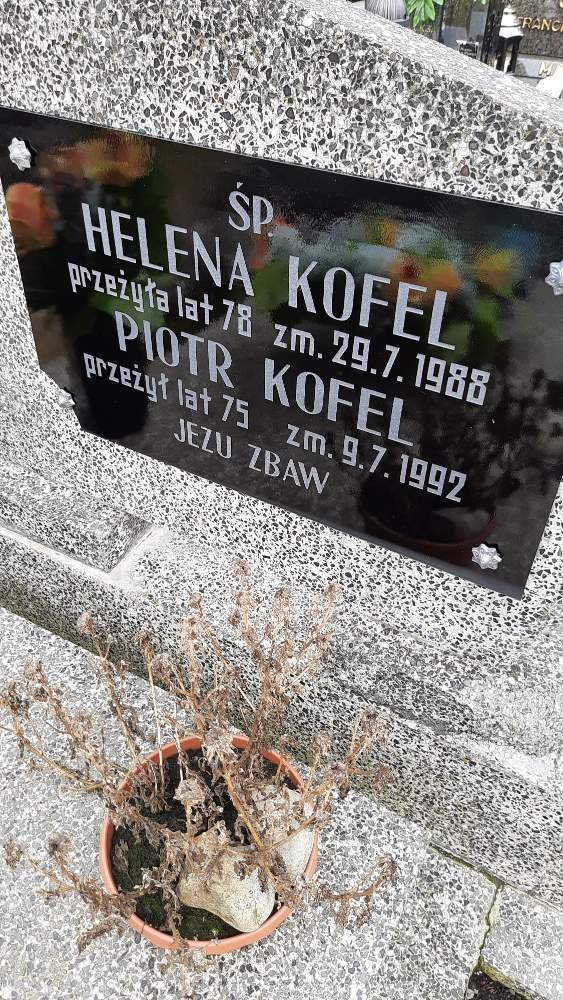 ŚP.
HELENA KOFEL
przeżyła lat 78 zm. 29.7.1988
PIOTR KOFEL
przeżył lat 75 zm. 9.7.1992
JEZU ZBAW